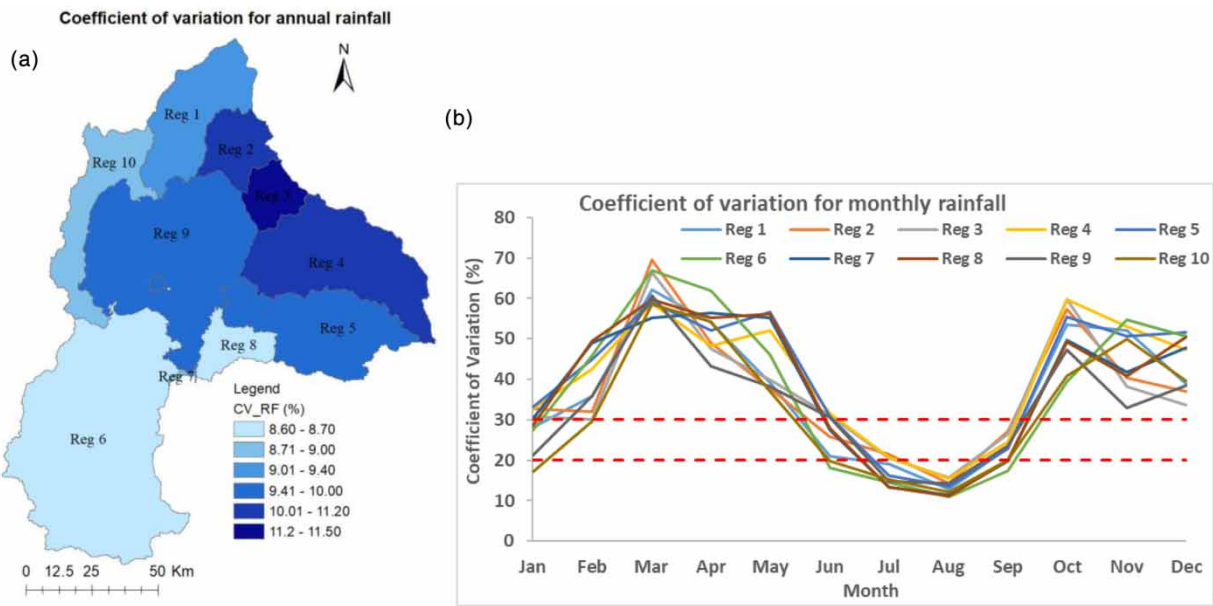 Coefficient of variation for annual rainfall
(a)
N
Reg 1
Reg 2
Reg 10
Reg 3
Reg 9
Reg 4
Reg 5
Reg 8
Reg 7
Reg 6
Legend
CV_RF (%)
8.60 - 8.70
8.71 - 9.00
9.01 - 9.40
9.41 - 10.00
10.01 - 11.20
11.2 - 11.50
0 12.5 25 50 Km
(b)
Coefficient of variation for monthly rainfall
Reg 1 Reg 2 Reg 3 Reg 4 Reg 5
Reg 6 Reg 7 Reg 8 Reg 9 Reg 10
Coefficient of Variation (%)
80
70
60
50
40
30
20
10
0
Jan Feb Mar Apr May Jun Jul Aug Sep Oct Nov Dec
Month